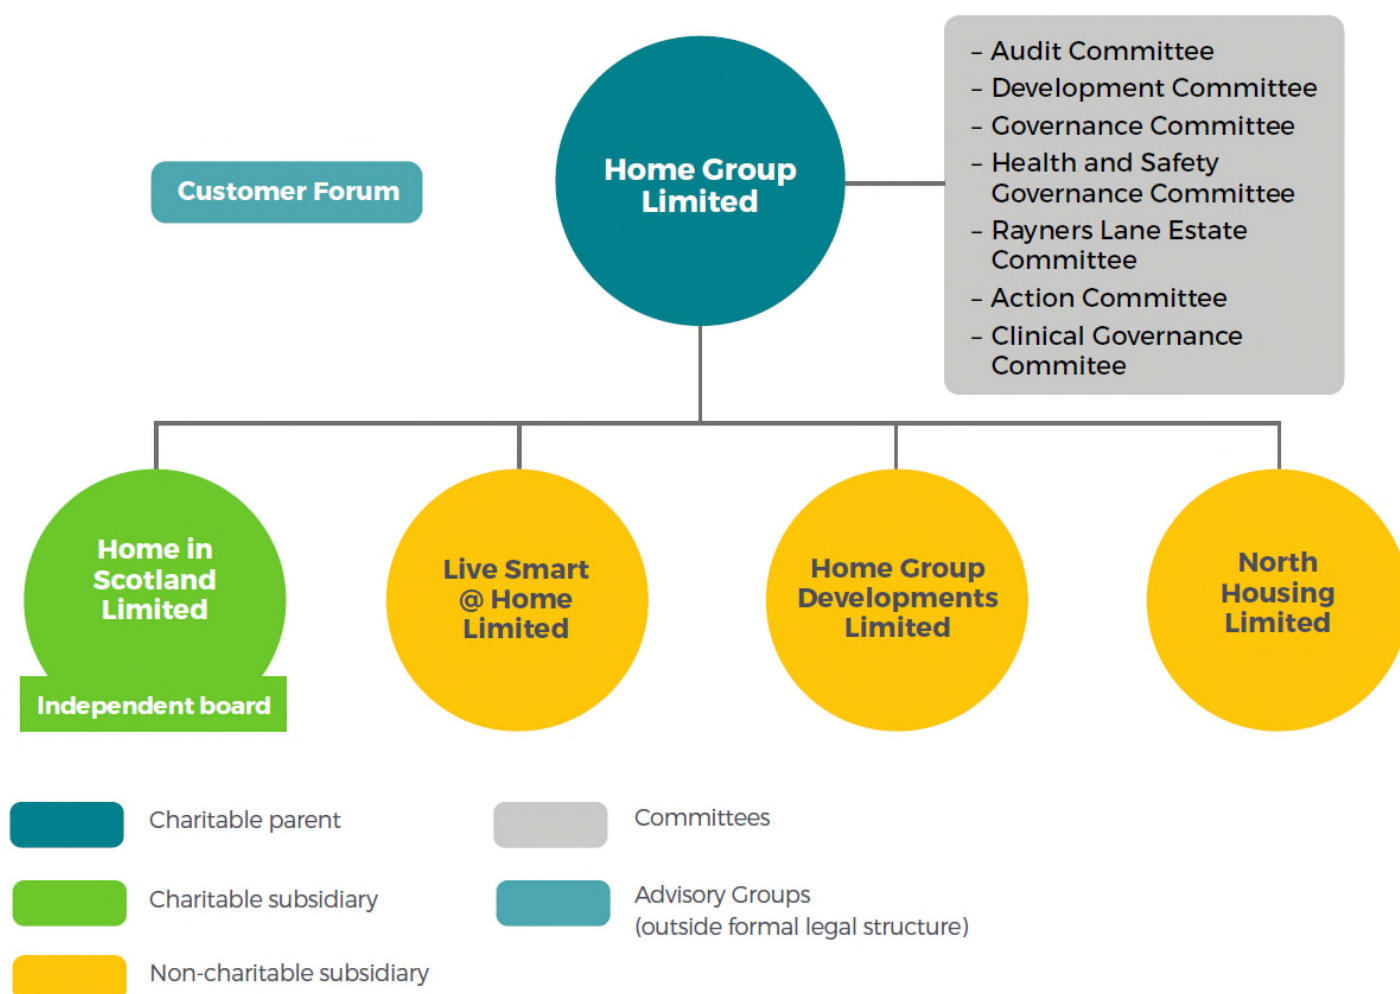 Home Group
Limited
Customer Forum
– Audit Committee
– Development Committee
– Governance Committee
– Health and Safety
Governance Committee
– Rayners Lane Estate
Committee
– Action Committee
– Clinical Governance
Commitee
Home in
Scotland
Limited
Independent board
Live Smart
@ Home
Limited
Home Group
Developments
Limited
North
Housing
Limited
Charitable parent
Charitable subsidiary
Non-charitable subsidiary
Committees
Advisory Groups
(outside formal legal structure)